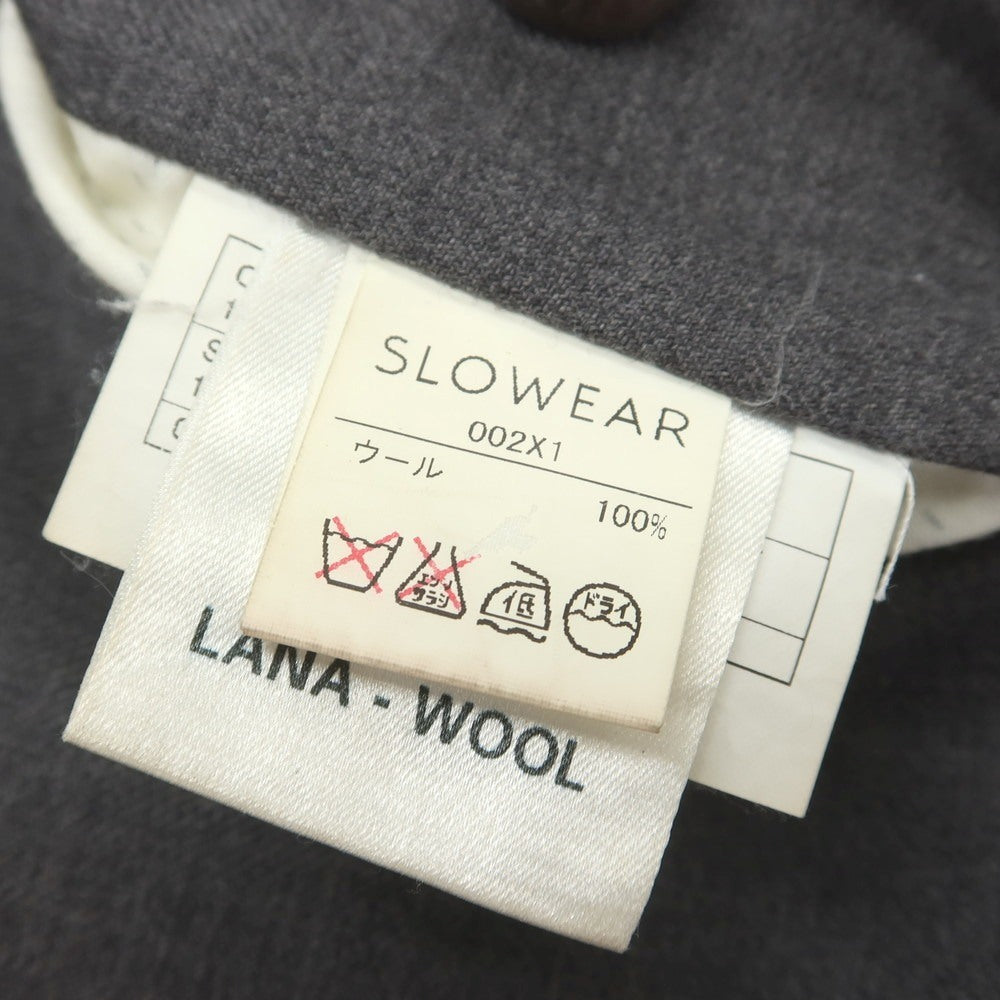 SLOWEAR
002X1
ウール 100%
エンソ
サラシ
低
ドライ
LANA - WOOL